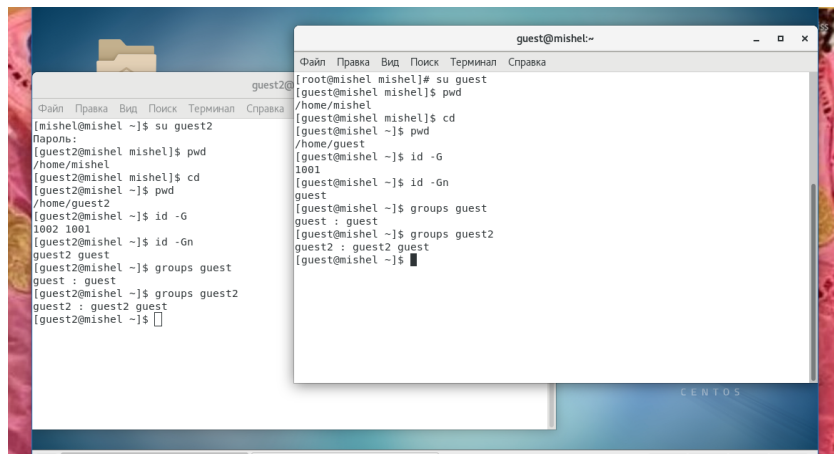 guest2@
Файл Правка Вид Поиск Терминал Справка
[mishel@mishel ~]$ su guest2
Пароль:
[guest2@mishel mishel]$ pwd
/home/mishel
[guest2@mishel mishel]$ cd
[guest2@mishel ~]$ pwd
/home/guest2
[guest2@mishel ~]$ id -G
1002 1001
[guest2@mishel ~]$ id -Gn
guest2 guest
[guest2@mishel ~]$ groups guest
guest : guest
[guest2@mishel ~]$ groups guest2
guest2 : guest2 guest
[guest2@mishel ~]$
guest@mishel:~
Файл Правка Вид Поиск Терминал Справка
[root@mishel mishel]# su guest
[guest@mishel mishel]$ pwd
/home/mishel
[guest@mishel mishel]$ cd
[guest@mishel ~]$ pwd
/home/guest
[guest@mishel ~]$ id -G
1001
[guest@mishel ~]$ id -Gn
guest
[guest@mishel ~]$ groups guest
guest : guest
[guest@mishel ~]$ groups guest2
guest2 : guest2 guest
[guest@mishel ~]$
CENTOS